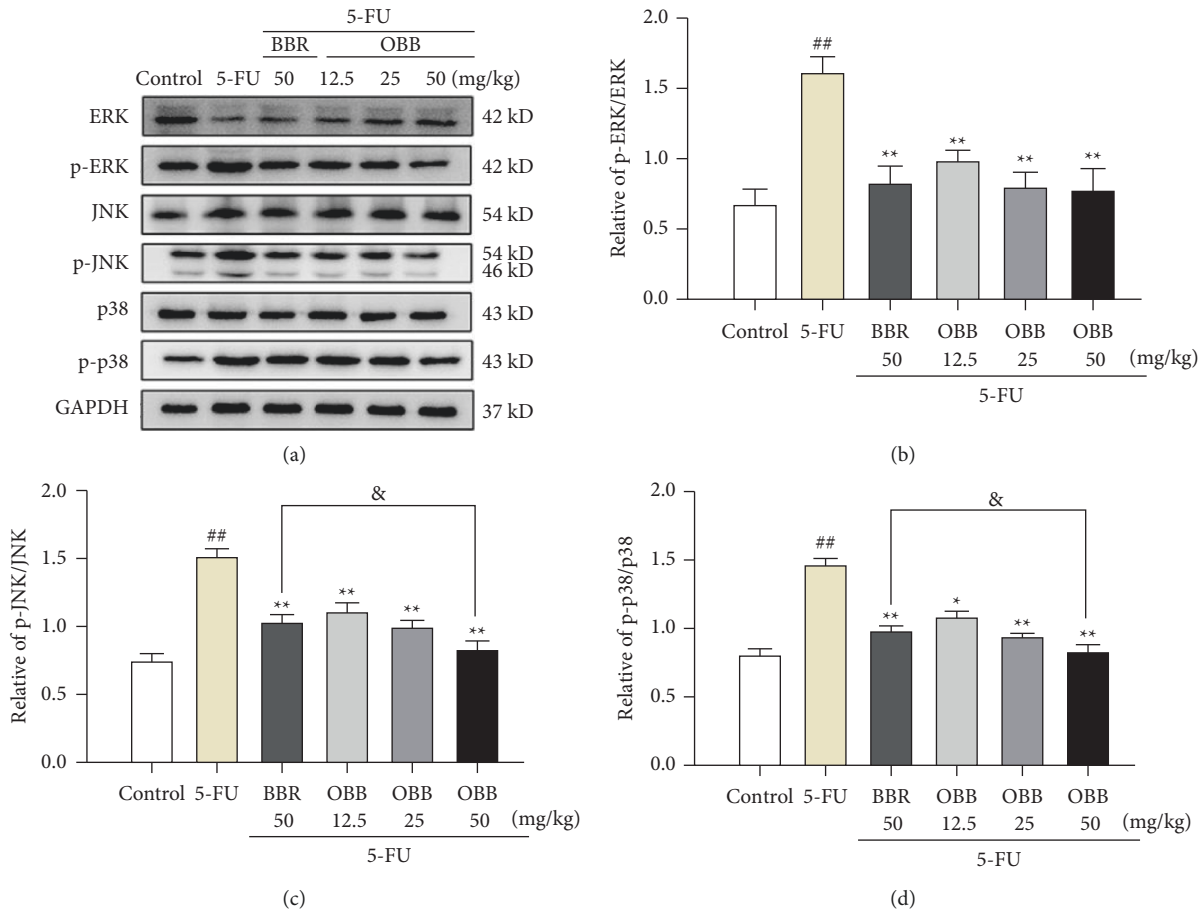 5-FU
BBR OBB
Control 5-FU 50 12.5 25 50 (mg/kg)
ERK 42 kD
p-ERK 42 kD
JNK 54 kD
p-JNK 54 kD
46 kD
p38 43 kD
p-p38 43 kD
GAPDH 37 kD
(a)
Relative of p-ERK/ERK
2.0
1.5
1.0
0.5
0.0
##
**
**
**
**
Control 5-FU BBR OBB OBB OBB
50 12.5 25 50 (mg/kg)
5-FU
(b)
Relative of p-JNK/JNK
2.0
1.5
1.0
0.5
0.0
&
##
**
**
**
**
Control 5-FU BBR OBB OBB OBB
50 12.5 25 50 (mg/kg)
5-FU
(c)
Relative of p-p38/p38
2.0
1.5
1.0
0.5
0.0
&
##
**
*
**
**
Control 5-FU BBR OBB OBB OBB
50 12.5 25 50 (mg/kg)
5-FU
(d)